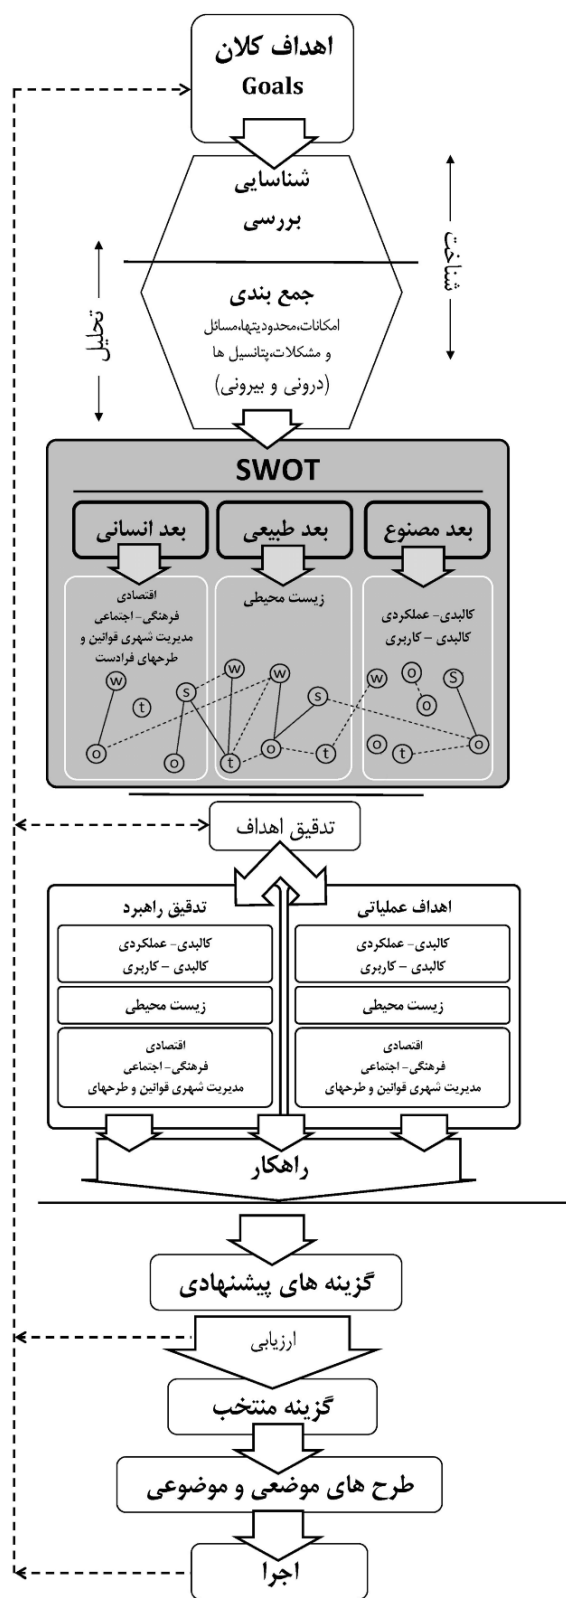 اهداف کلان
Goals
شناسایی
بررسی
شناخت
جمع بندی
امکانات،محدودیتها،مسائل
و مشکلات،پتانسیل ها
(درونی و بیرونی)
تحلیل
SWOT
بعد مصنوع
بعد طبیعی
بعد انسانی
کالبدی- عملکردی
کالبدی – کاربری
زیست محیطی
اقتصادی
فرهنگی- اجتماعی
مدیریت شهری قوانین و
طرحهای فرادست
w t s w w s w o o S
o o t o t o t o
تدقیق اهداف
اهداف عملیاتی
کالبدی- عملکردی
کالبدی – کاربری
زیست محیطی
اقتصادی
فرهنگی- اجتماعی
مدیریت شهری قوانین و طرحهای
تدقیق راهبرد
کالبدی- عملکردی
کالبدی – کاربری
زیست محیطی
اقتصادی
فرهنگی- اجتماعی
مدیریت شهری قوانین و طرحهای
راهکار
گزینه های پیشنهادی
ارزیابی
گزینه منتخب
طرح های موضعی و موضوعی
اجرا